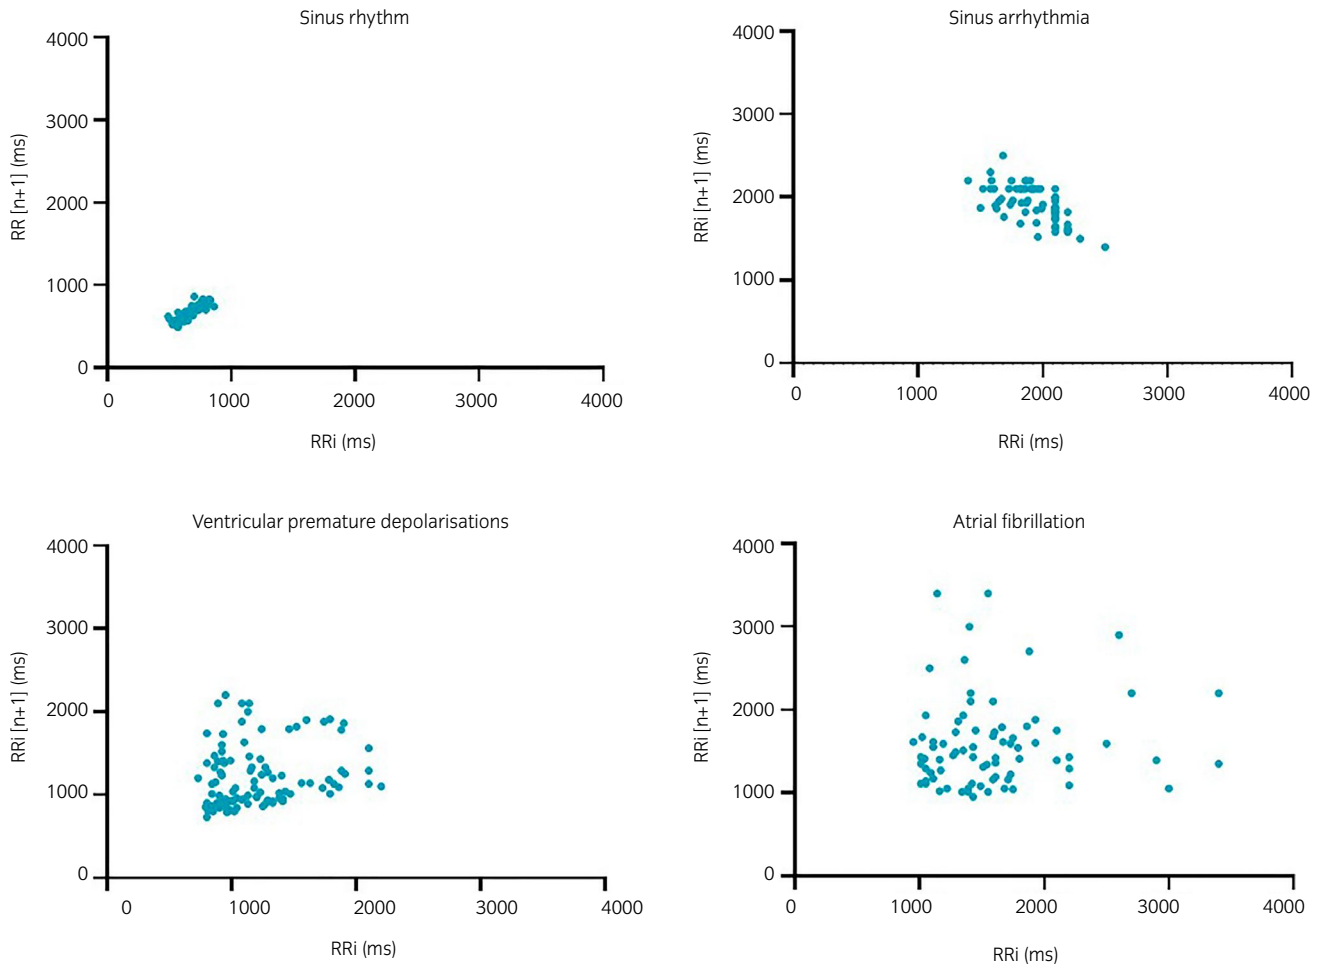 Sinus rhythm
4000
3000
2000
1000
0
RR [n+1] (ms)
0 1000 2000 3000 4000
RRi (ms)
Sinus arrhythmia
4000
3000
2000
1000
0
RRi [n+1] (ms)
0 1000 2000 3000 4000
RRi (ms)
Ventricular premature depolarisations
4000
3000
2000
1000
0
RRi [n+1] (ms)
0 1000 2000 3000 4000
RRi (ms)
Atrial fibrillation
4000
3000
2000
1000
0
RRi [n+1] (ms)
0 1000 2000 3000 4000
RRi (ms)